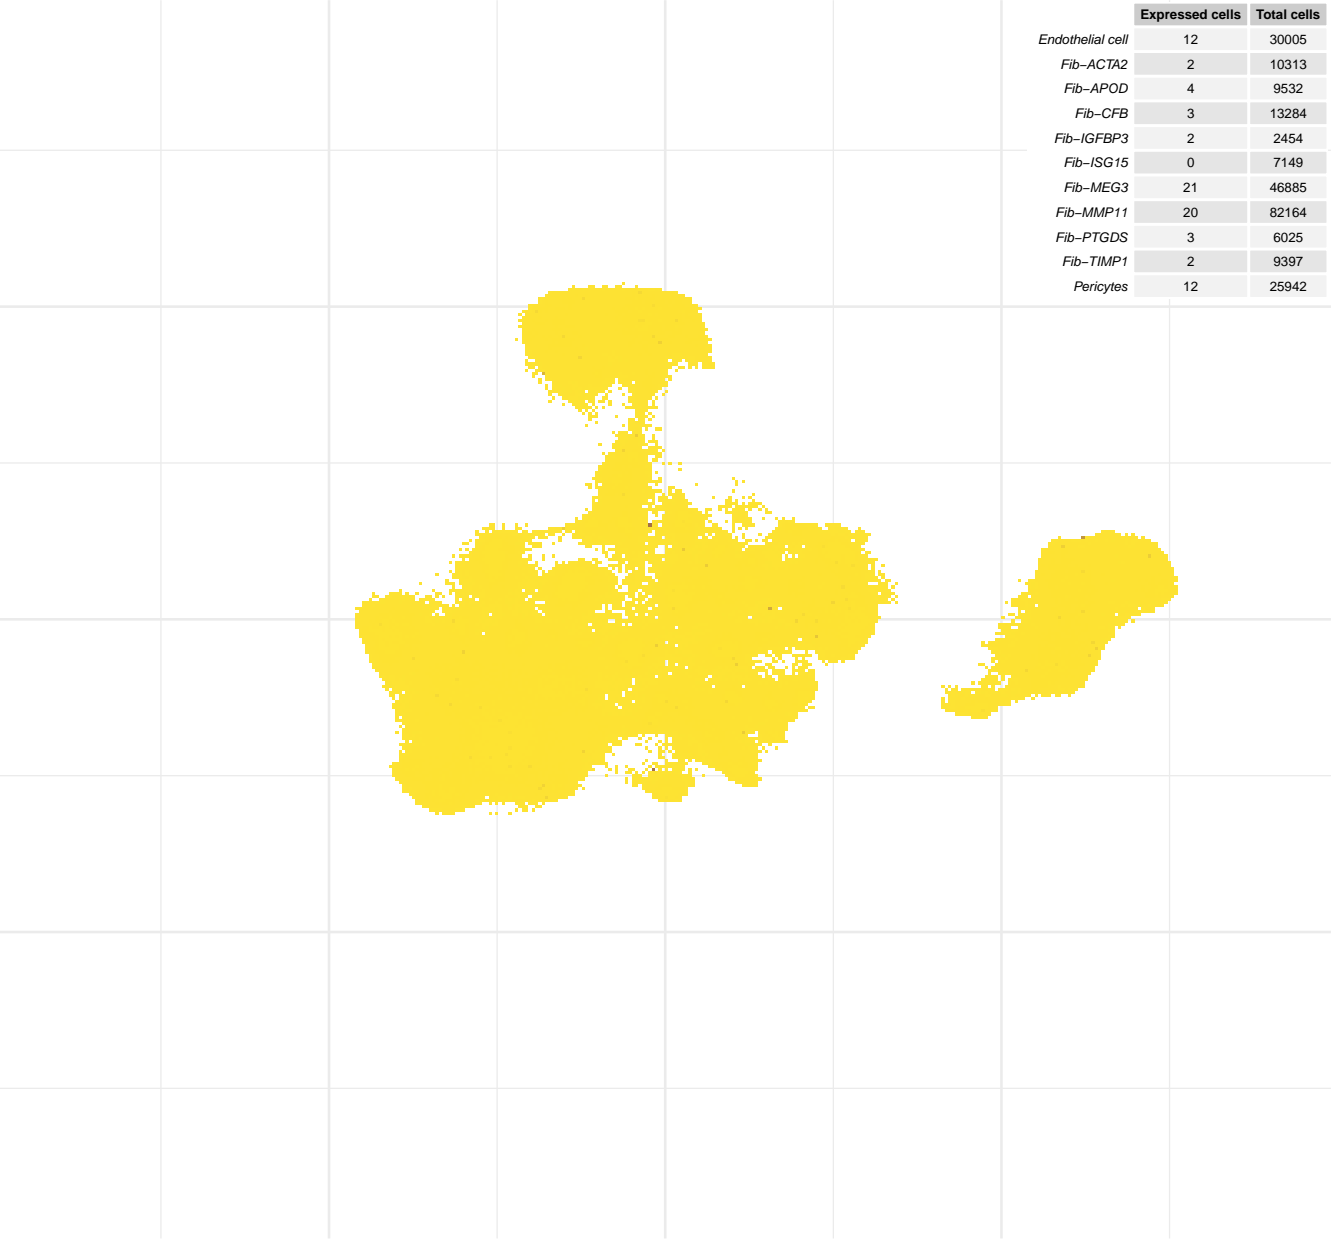 Expressed cells Total cells
Endothelial cell 12 30005
Fib−ACTA2 2 10313
Fib−APOD 4 9532
Fib−CFB 3 13284
Fib−IGFBP3 2 2454
Fib−ISG15 0 7149
Fib−MEG3 21 46885
Fib−MMP11 20 82164
Fib−PTGDS 3 6025
Fib−TIMP1 2 9397
Pericytes 12 25942